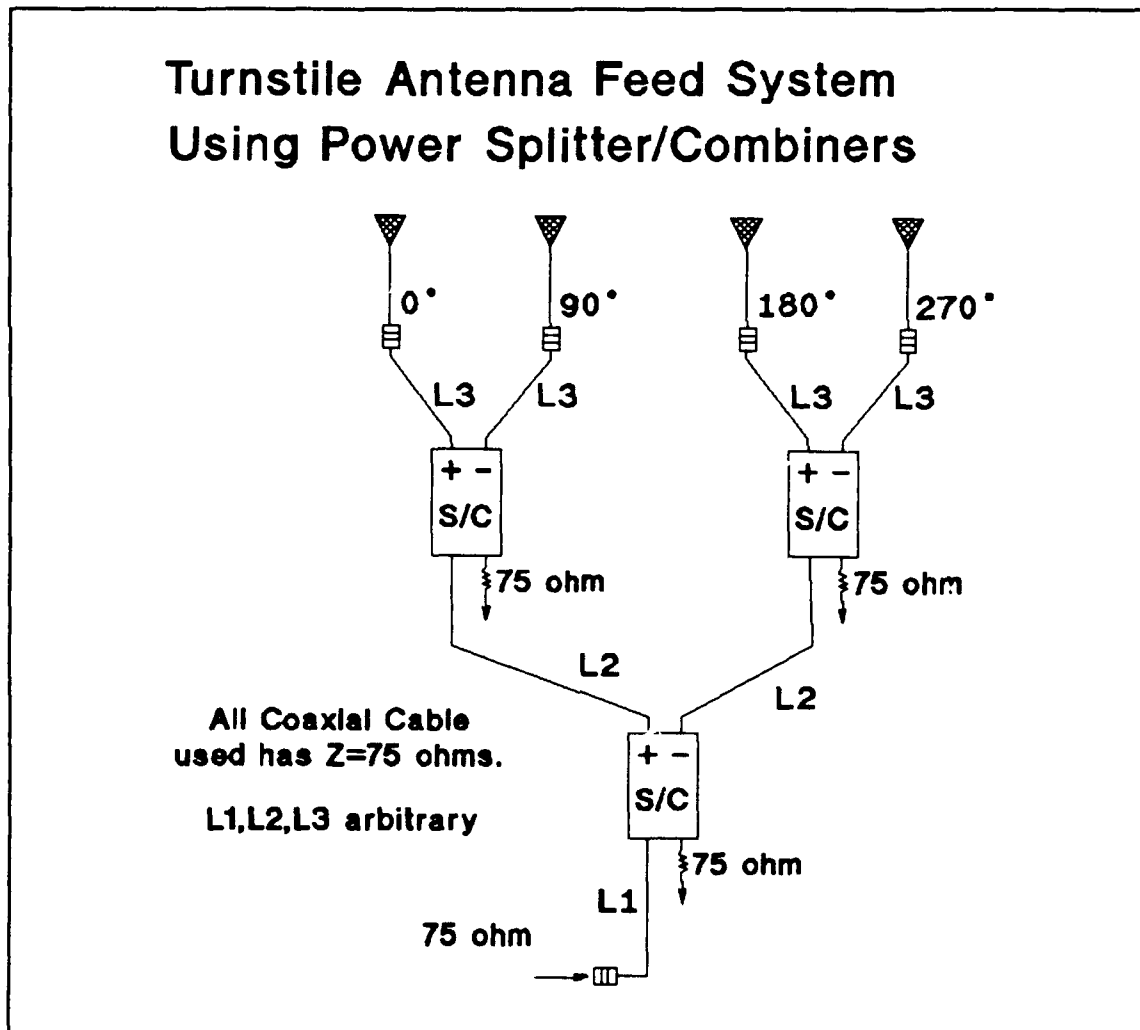 Turnstile Antenna Feed System
Using Power Splitter/Combiners
0° 90° 180° 270°
L3 L3 L3 L3
+ - + -
S/C S/C
75 ohm 75 ohm
L2 L2
All Coaxial Cable
used has Z=75 ohms.
L1,L2,L3 arbitrary
+ -
S/C
75 ohm
L1
75 ohm